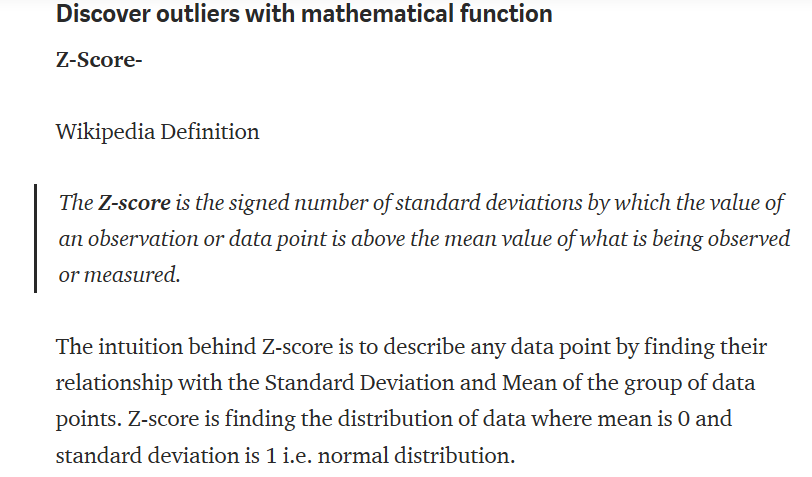 Discover outliers with mathematical function
Z-Score-
Wikipedia Definition
The Z-score is the signed number of standard deviations by which the value of
an observation or data point is above the mean value of what is being observed
or measured.
The intuition behind Z-score is to describe any data point by finding their
relationship with the Standard Deviation and Mean of the group of data
points. Z-score is finding the distribution of data where mean is 0 and
standard deviation is 1 i.e. normal distribution.